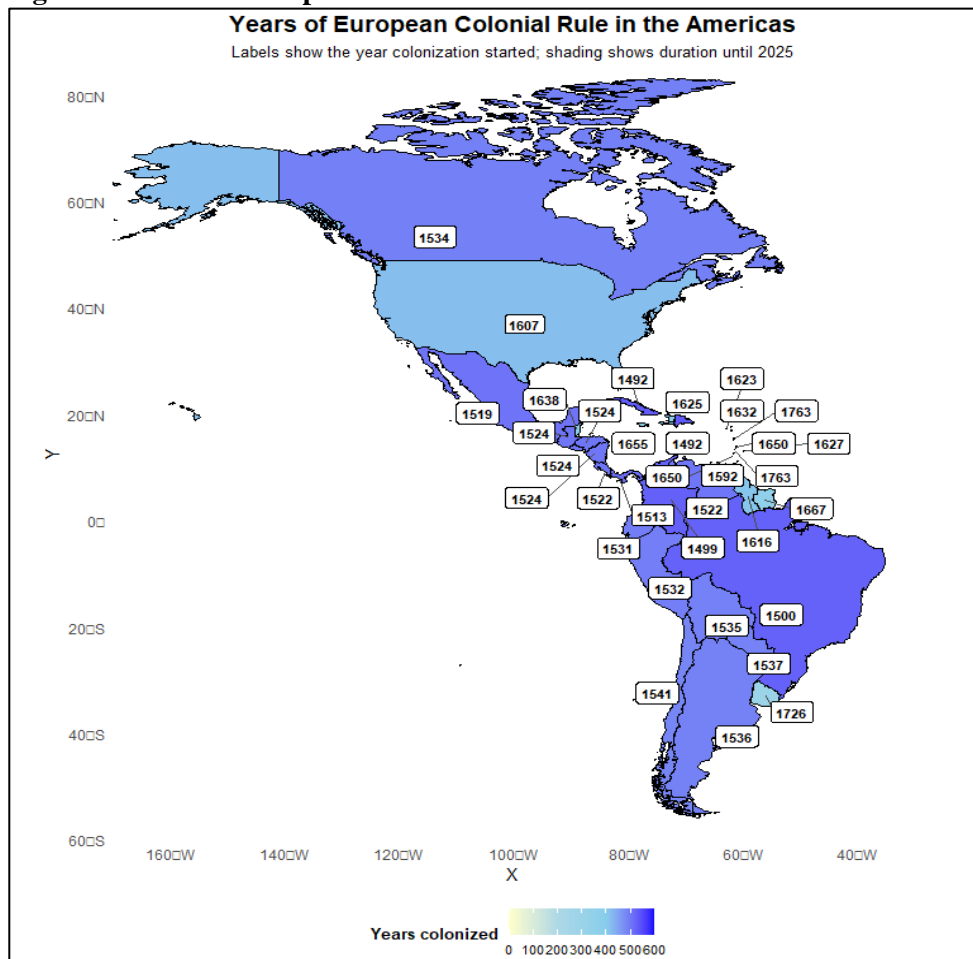 Years of European Colonial Rule in the Americas
Labels show the year colonization started; shading shows duration until 2025
80□N
60□N
1534
40□N
1607
1492
1623
1638
1524
1625
1632
1763
20□N
1519
1524
1655
1492
1650
1627
Y
1524
1650
1592
1763
1524
1522
1513
1522
1667
0□
1531
1499
1616
1532
1500
20□S
1535
1537
1541
1726
40□S
1536
60□S
160□W 140□W 120□W 100□W 80□W 60□W 40□W
X
Years colonized
0 100 200 300 400 500 600